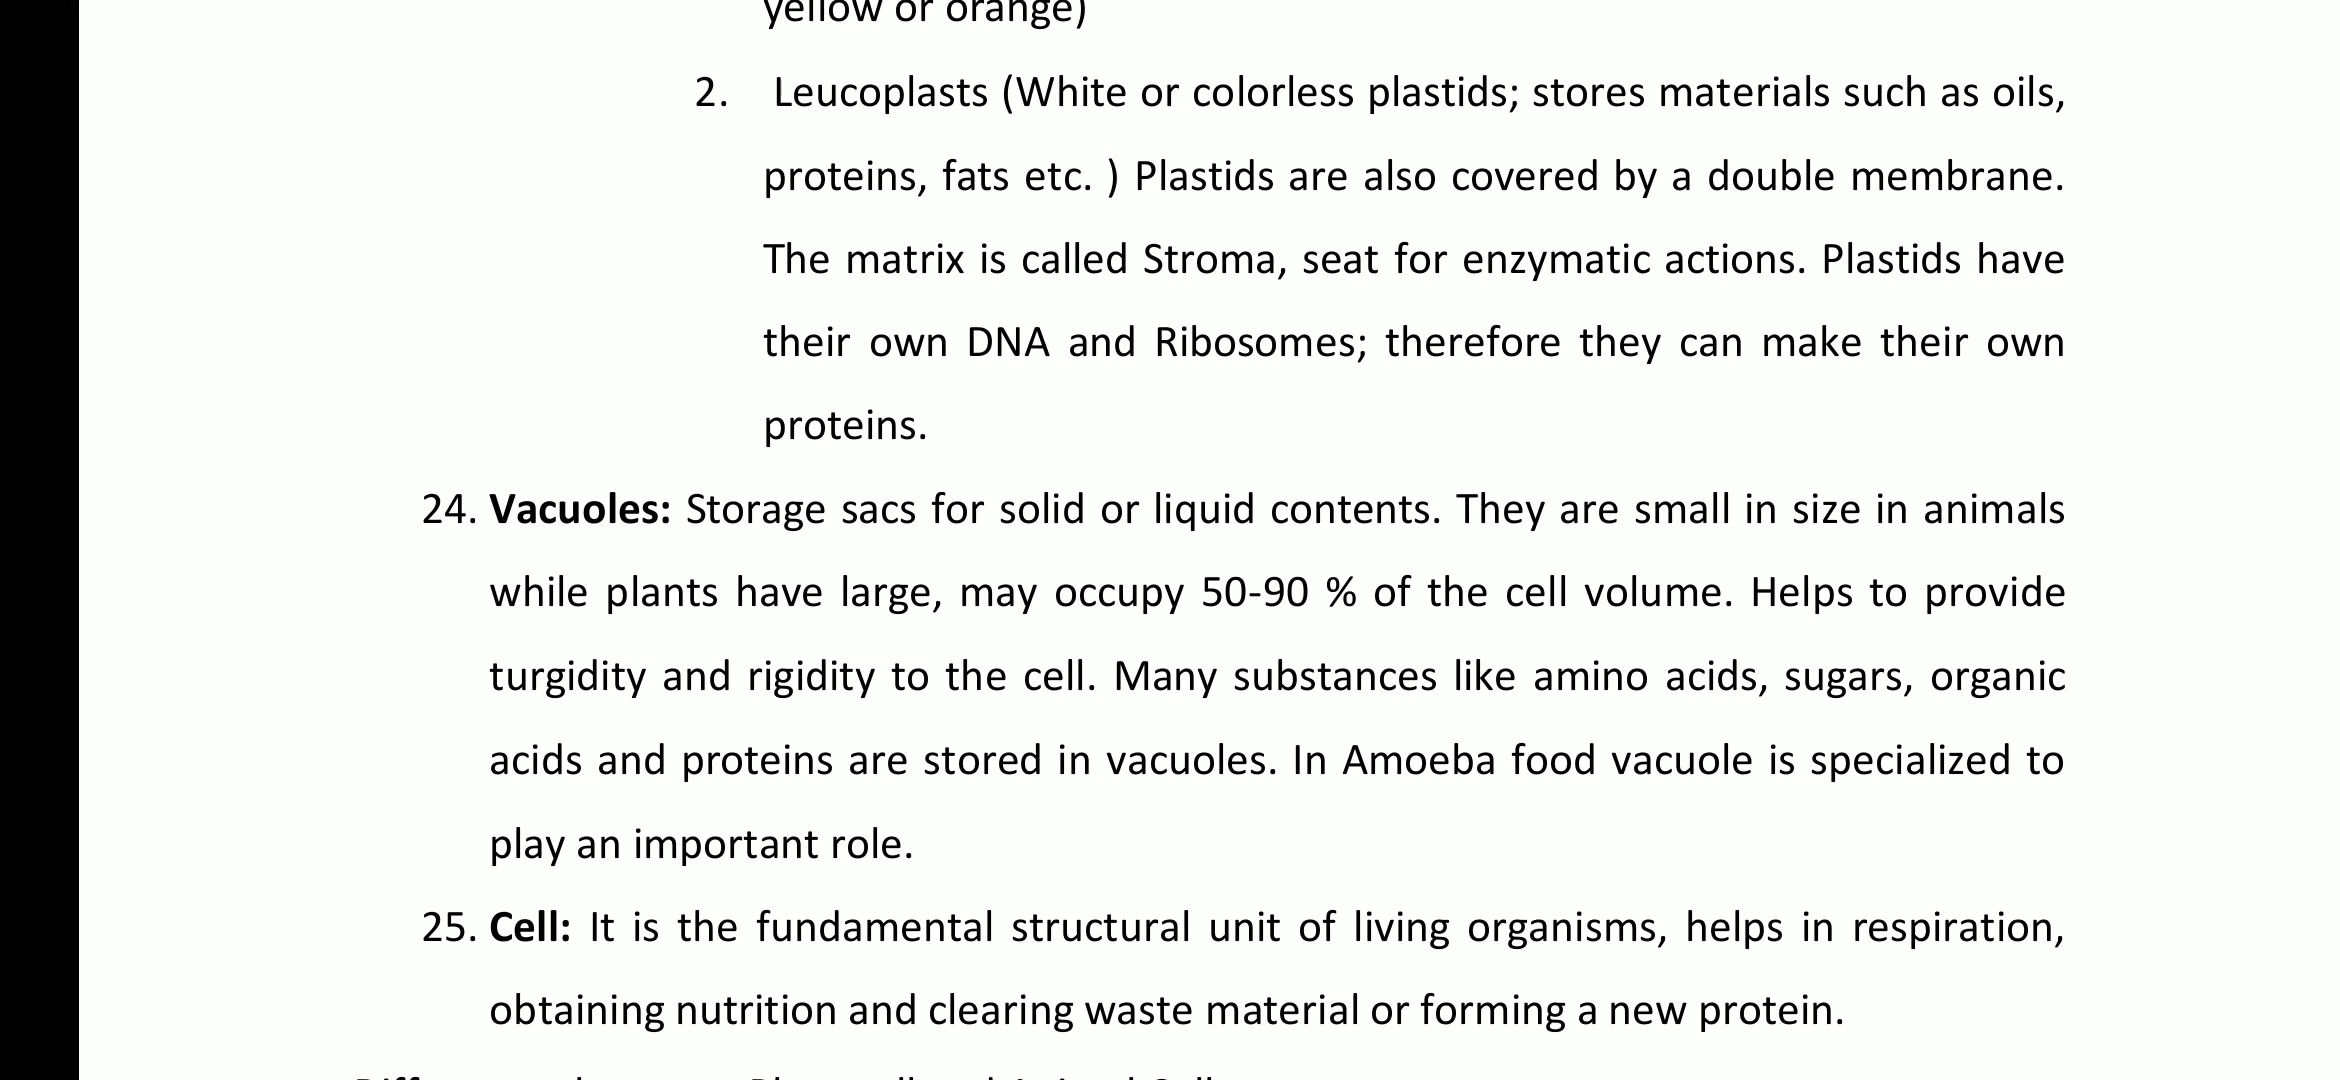 yellow or orange)
2. Leucoplasts (White or colorless plastids; stores materials such as oils,
proteins, fats etc. ) Plastids are also covered by a double membrane.
The matrix is called Stroma, seat for enzymatic actions. Plastids have
their own DNA and Ribosomes; therefore they can make their own
proteins.
24. Vacuoles: Storage sacs for solid or liquid contents. They are small in size in animals
while plants have large, may occupy 50-90 % of the cell volume. Helps to provide
turgidity and rigidity to the cell. Many substances like amino acids, sugars, organic
acids and proteins are stored in vacuoles. In Amoeba food vacuole is specialized to
play an important role.
25. Cell: It is the fundamental structural unit of living organisms, helps in respiration,
obtaining nutrition and clearing waste material or forming a new protein.